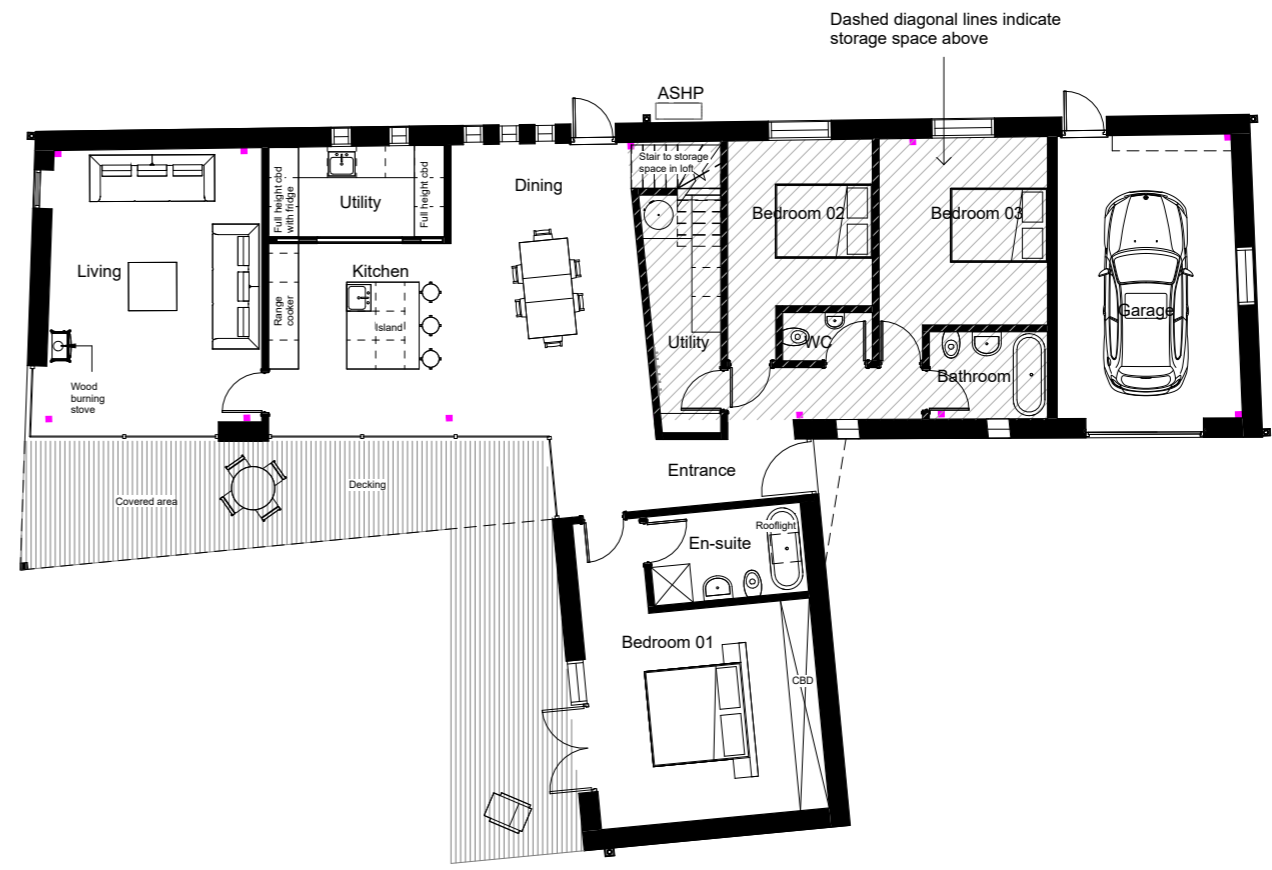 Dashed diagonal lines indicate
storage space above
ASHP
Stair to storage
space in loft
Dining
Full height cbd
with fridge
Utility
Full height cbd
Bedroom 02
Bedroom 03
Living
Kitchen
Range
cooker
Island
Garage
Utility
WC
Bathroom
Wood
burning
stove
Entrance
Covered area
Decking
Rooflight
En-suite
Bedroom 01
CBD